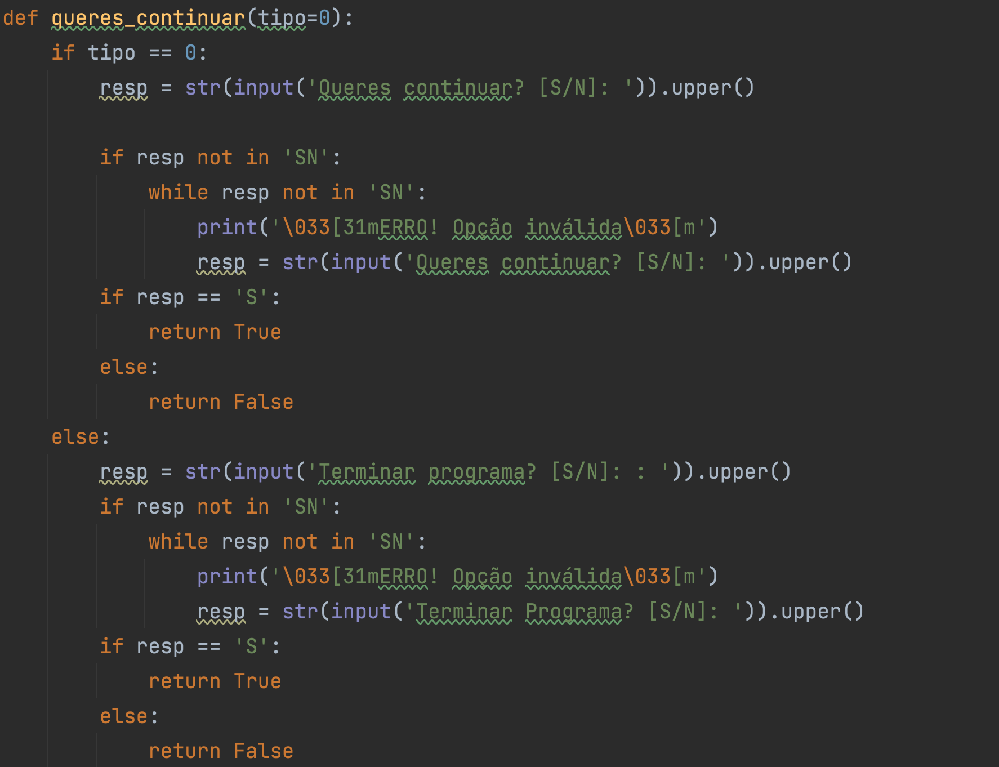 def queres_continuar(tipo=0):
    if tipo == 0:
        resp = str(input('Queres continuar? [S/N]: ')).upper()

        if resp not in 'SN':
            while resp not in 'SN':
                print('\033[31mERRO! Opção inválida\033[m')
                resp = str(input('Queres continuar? [S/N]: ')).upper()
        if resp == 'S':
            return True
        else:
            return False
    else:
        resp = str(input('Terminar programa? [S/N]: : ')).upper()
        if resp not in 'SN':
            while resp not in 'SN':
                print('\033[31mERRO! Opção inválida\033[m')
                resp = str(input('Terminar Programa? [S/N]: ')).upper()
        if resp == 'S':
            return True
        else:
            return False